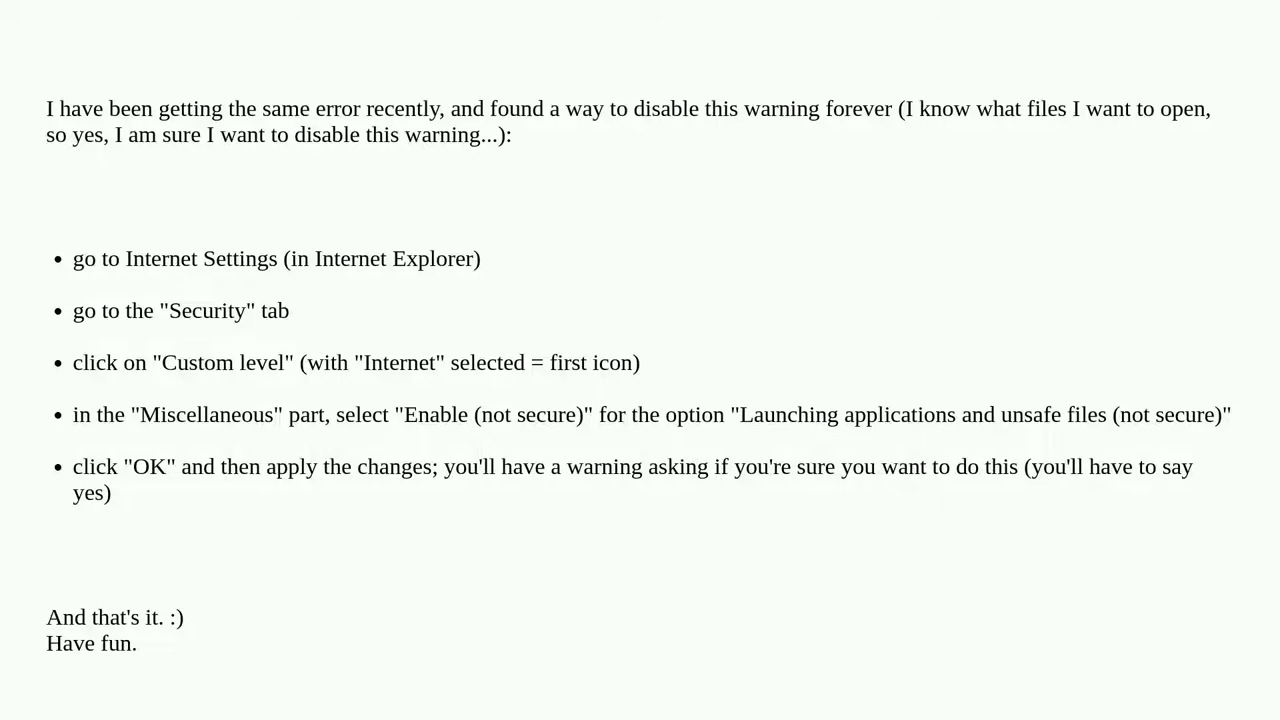 I have been getting the same error recently, and found a way to disable this warning forever (I know what files I want to open,
so yes, I am sure I want to disable this warning...):
• go to Internet Settings (in Internet Explorer)
• go to the "Security" tab
• click on "Custom level" (with "Internet" selected = first icon)
• in the "Miscellaneous" part, select "Enable (not secure)" for the option "Launching applications and unsafe files (not secure)"
• click "OK" and then apply the changes; you'll have a warning asking if you're sure you want to do this (you'll have to say
yes)
And that's it. :)
Have fun.